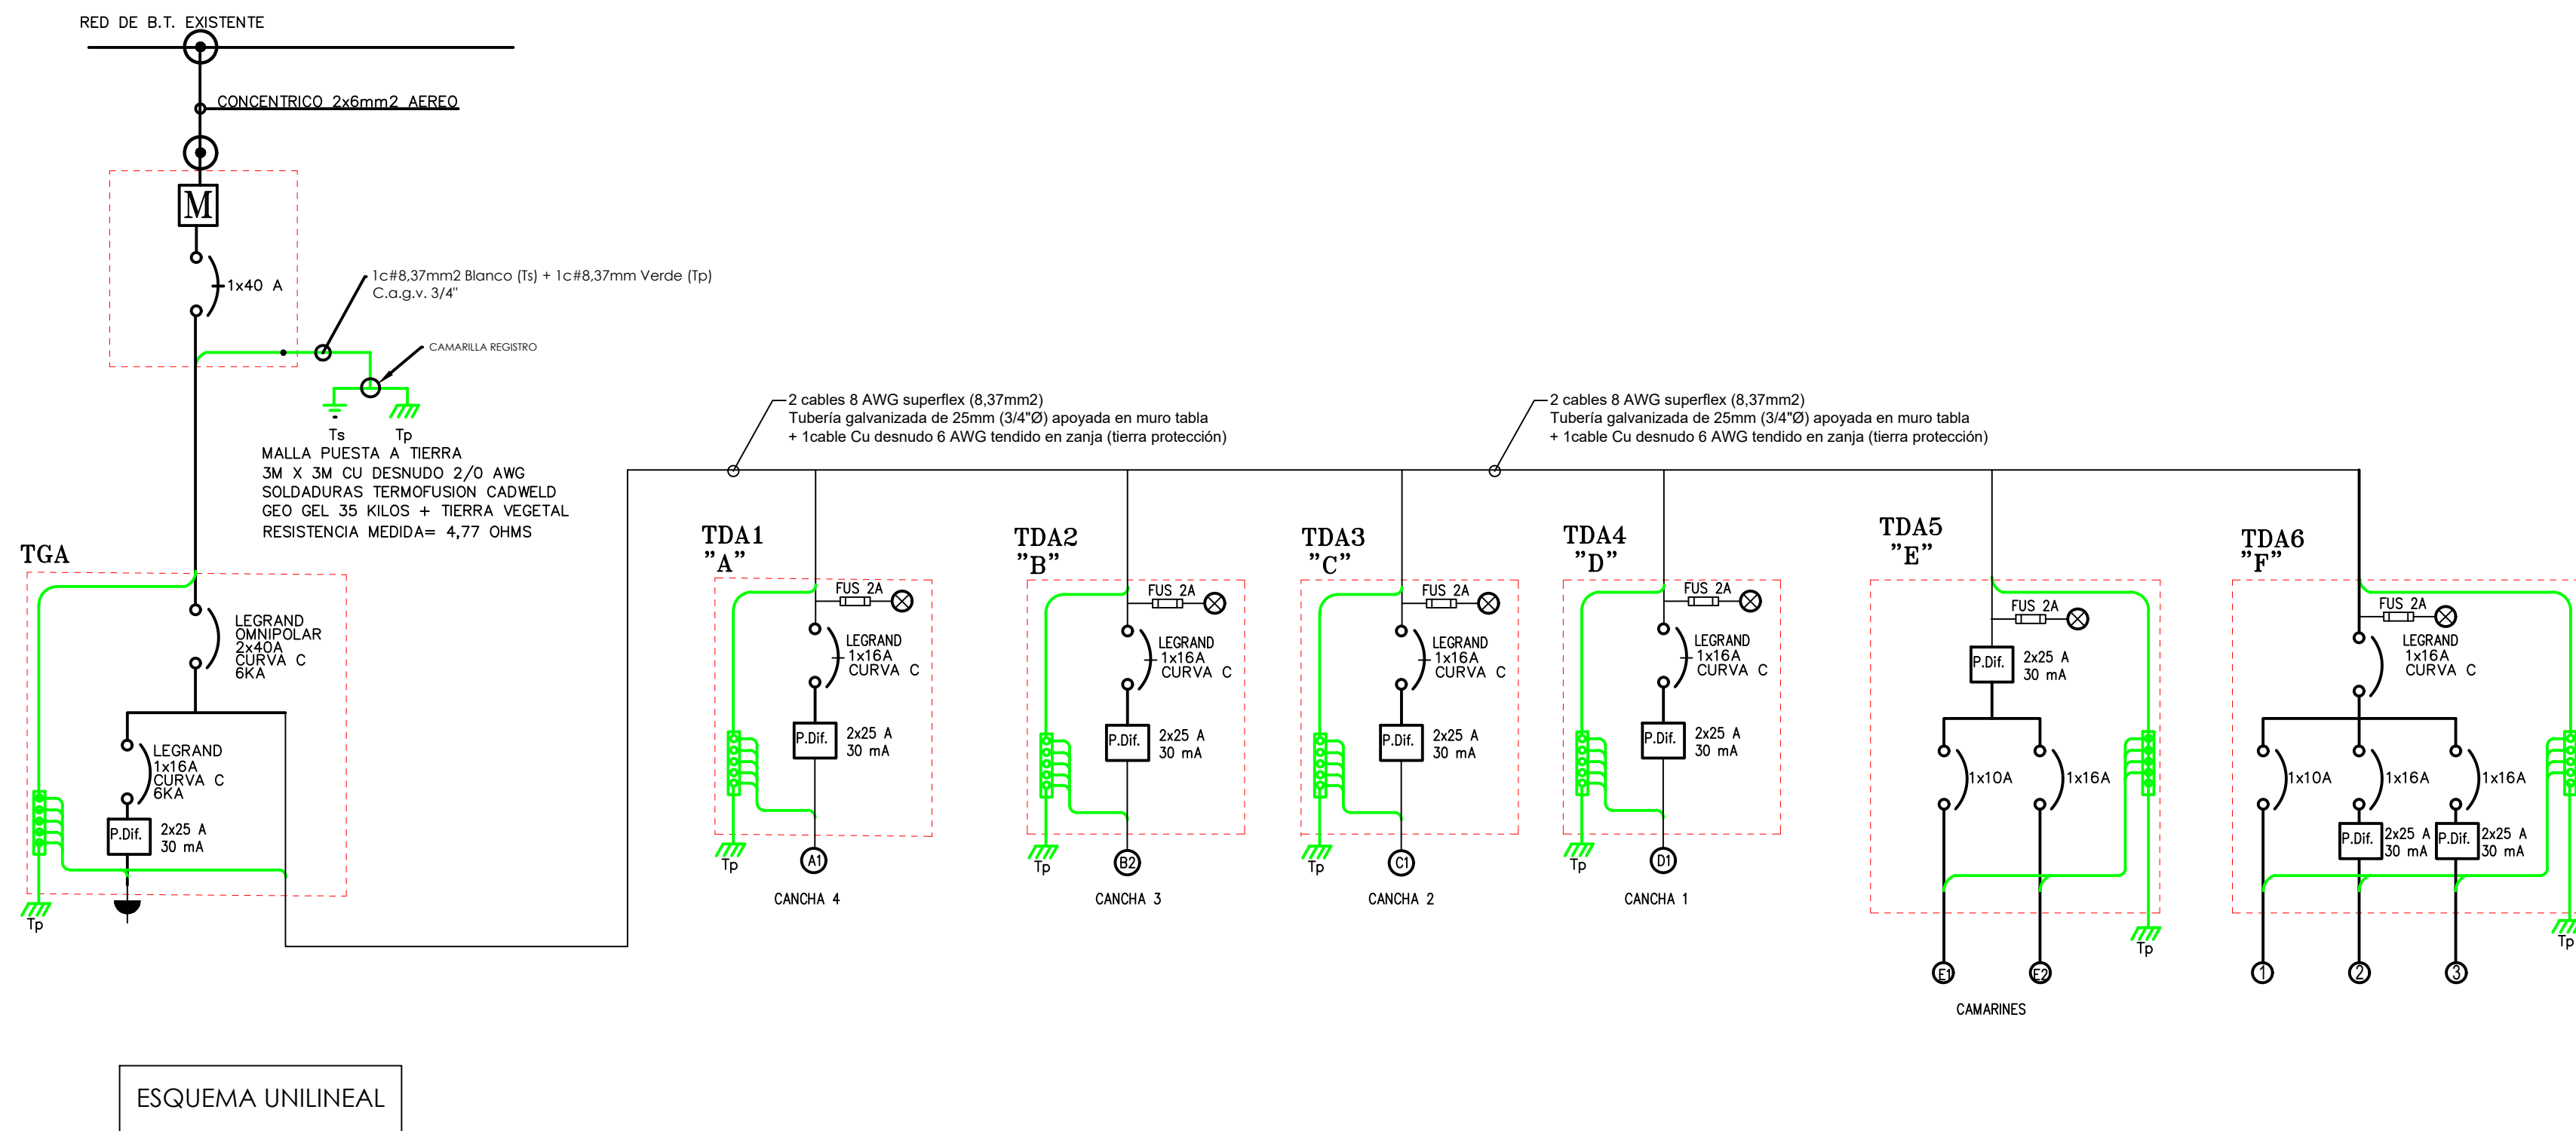 RED DE B.T. EXISTENTE
CONCENTRICO 2x6mm2 AEREO
M
1x40 A
1c#8,37mm2 Blanco (Ts) + 1c#8,37mm Verde (Tp)
C.a.g.v. 3/4"
CAMARILLA REGISTRO
Ts
Tp
MALLA PUESTA A TIERRA
3M X 3M CU DESNUDO 2/0 AWG
SOLDADURAS TERMOFUSION CADWELD
GEO GEL 35 KILOS + TIERRA VEGETAL
RESISTENCIA MEDIDA= 4,77 OHMS
2 cables 8 AWG superflex (8,37mm2)
Tubería galvanizada de 25mm (3/4"Ø) apoyada en muro tabla
+ 1cable Cu desnudo 6 AWG tendido en zanja (tierra protección)
2 cables 8 AWG superflex (8,37mm2)
Tubería galvanizada de 25mm (3/4"Ø) apoyada en muro tabla
+ 1cable Cu desnudo 6 AWG tendido en zanja (tierra protección)
TGA
LEGRAND
OMNIPOLAR
2x40A
CURVA C
6KA
LEGRAND
1x16A
CURVA C
6KA
P.Dif.
2x25 A
30 mA
Tp
TDA1
"A"
FUS 2A
LEGRAND
1x16A
CURVA C
P.Dif.
2x25 A
30 mA
Tp
A1
CANCHA 4
TDA2
"B"
FUS 2A
LEGRAND
1x16A
CURVA C
P.Dif.
2x25 A
30 mA
Tp
B2
CANCHA 3
TDA3
"C"
FUS 2A
LEGRAND
1x16A
CURVA C
P.Dif.
2x25 A
30 mA
Tp
C1
CANCHA 2
TDA4
"D"
FUS 2A
LEGRAND
1x16A
CURVA C
P.Dif.
2x25 A
30 mA
Tp
D1
CANCHA 1
TDA5
"E"
FUS 2A
P.Dif.
2x25 A
30 mA
1x10A
1x16A
Tp
E1
E2
CAMARINES
TDA6
"F"
FUS 2A
LEGRAND
1x16A
CURVA C
1x10A
1x16A
1x16A
P.Dif.
2x25 A
30 mA
P.Dif.
2x25 A
30 mA
Tp
1
2
3
ESQUEMA UNILINEAL